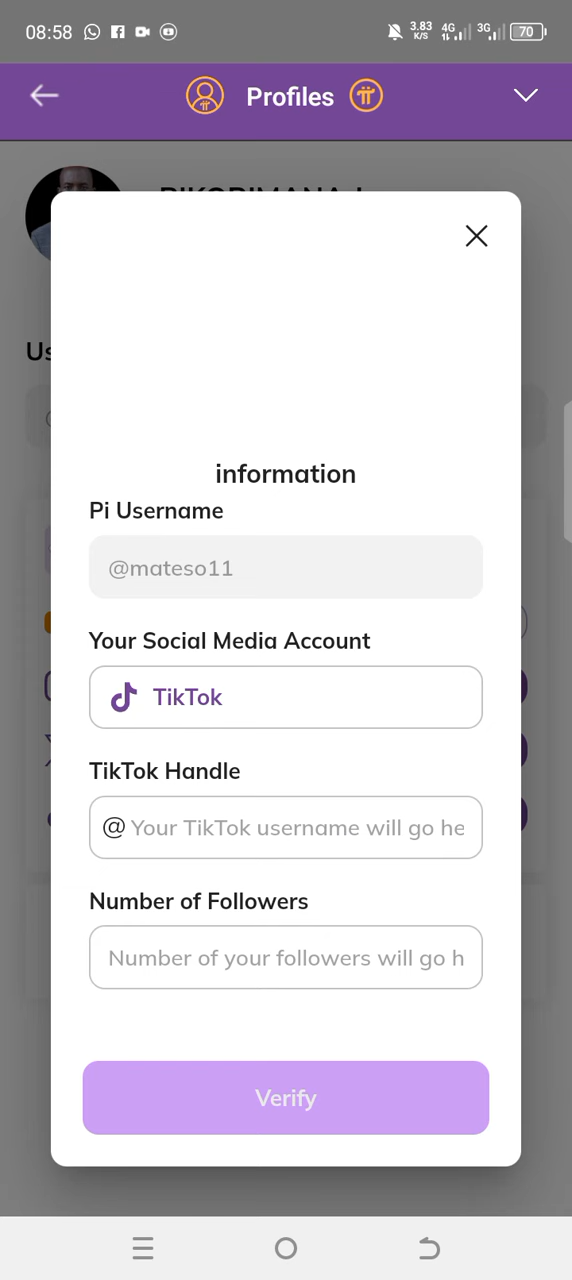 08:58
3.83
K/S
4G
3G
70
Profiles
Us
information
Pi Username
@mateso11
Your Social Media Account
TikTok
TikTok Handle
@ Your TikTok username will go he
Number of Followers
Number of your followers will go h
Verify